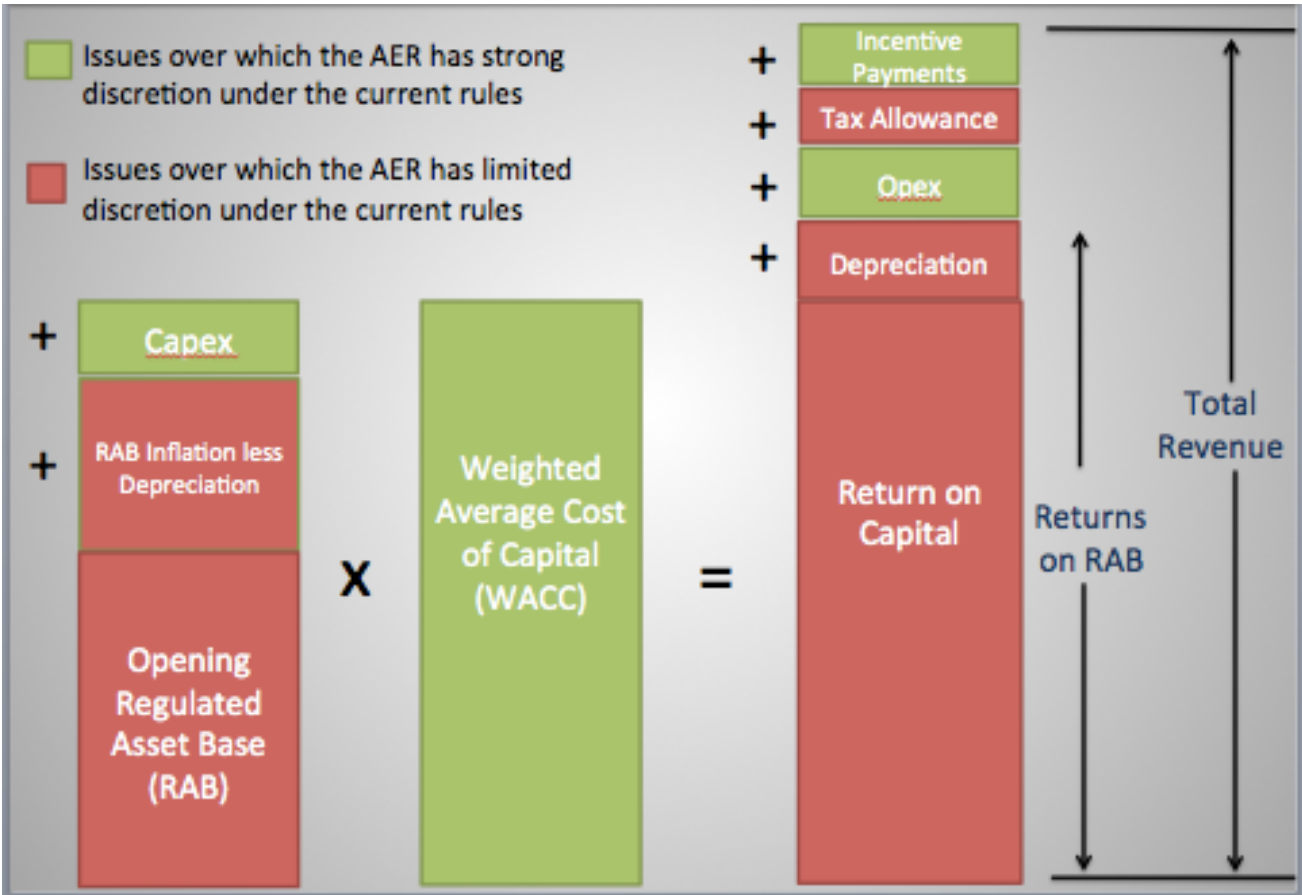 Issues over which the AER has strong
discretion under the current rules
Issues over which the AER has limited
discretion under the current rules
+
Capex
+
RAB Inflation less
Depreciation
Opening
Regulated
Asset Base
(RAB)
X
Weighted
Average Cost
of Capital
(WACC)
=
+
Incentive
Payments
+
Tax Allowance
+
Opex
+
Depreciation
Return on
Capital
Returns
on RAB
Total
Revenue